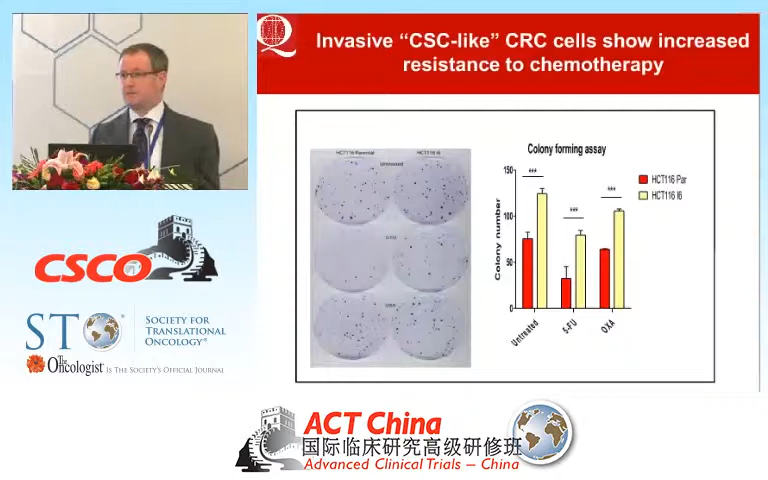 Invasive “CSC-like” CRC cells show increased
resistance to chemotherapy
HCT116 Parental
HCT116 I6
Untreated
5FU
OXA
Colony forming assay
Colony number
150
100
50
0
***
***
***
Untreated
5-FU
OXA
HCT116 Par
HCT116 I6
CSCO
STO
SOCIETY FOR
TRANSLATIONAL
ONCOLOGY®
The Oncologist IS THE SOCIETY'S OFFICIAL JOURNAL
ACT China
国际临床研究高级研修班
Advanced Clinical Trials – China